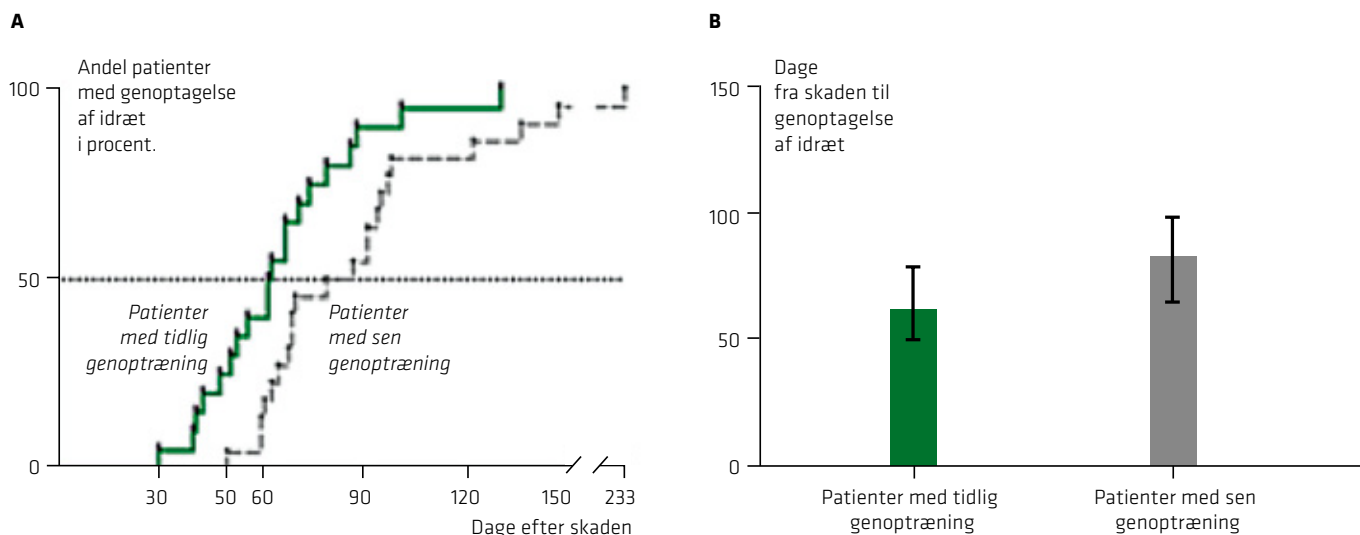 A
Andel patienter
med genoptagelse
af idræt
i procent.
100
50
0
Patienter
med tidlig
genoptræning
Patienter
med sen
genoptræning
30 50 60 90 120 150 233
Dage efter skaden
B
Dage
fra skaden til
genoptagelse
af idræt
150
100
50
0
Patienter med tidlig
genoptræning
Patienter med sen
genoptræning